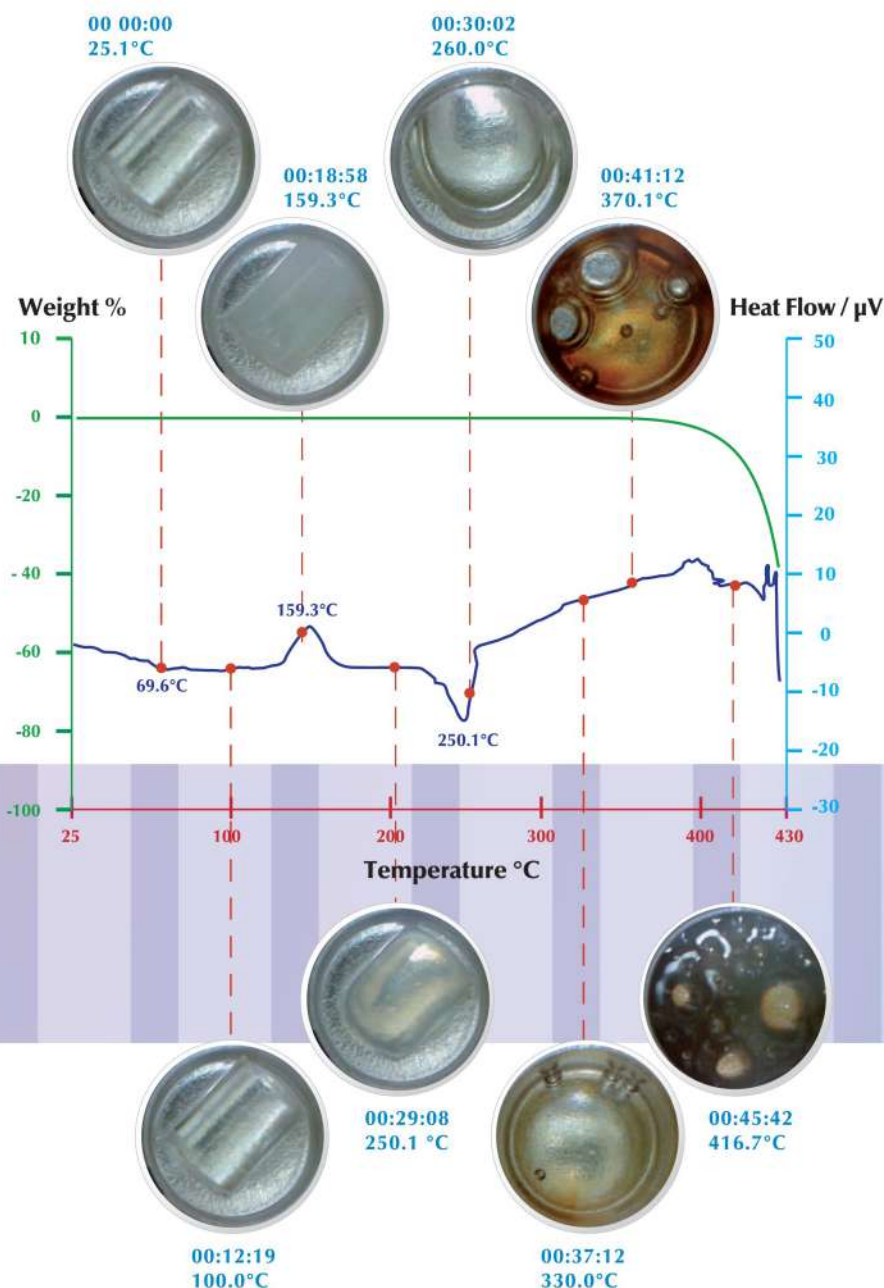 00 00:00
25.1°C
00:30:02
260.0°C
00:18:58
159.3°C
00:41:12
370.1°C
Weight %
Heat Flow / µV
10
0
-20
- 40
-60
-80
-100
50
40
30
20
10
0
-10
-20
-30
159.3°C
69.6°C
250.1°C
25
100
200
300
400
430
Temperature °C
00:29:08
250.1 °C
00:45:42
416.7°C
00:12:19
100.0°C
00:37:12
330.0°C